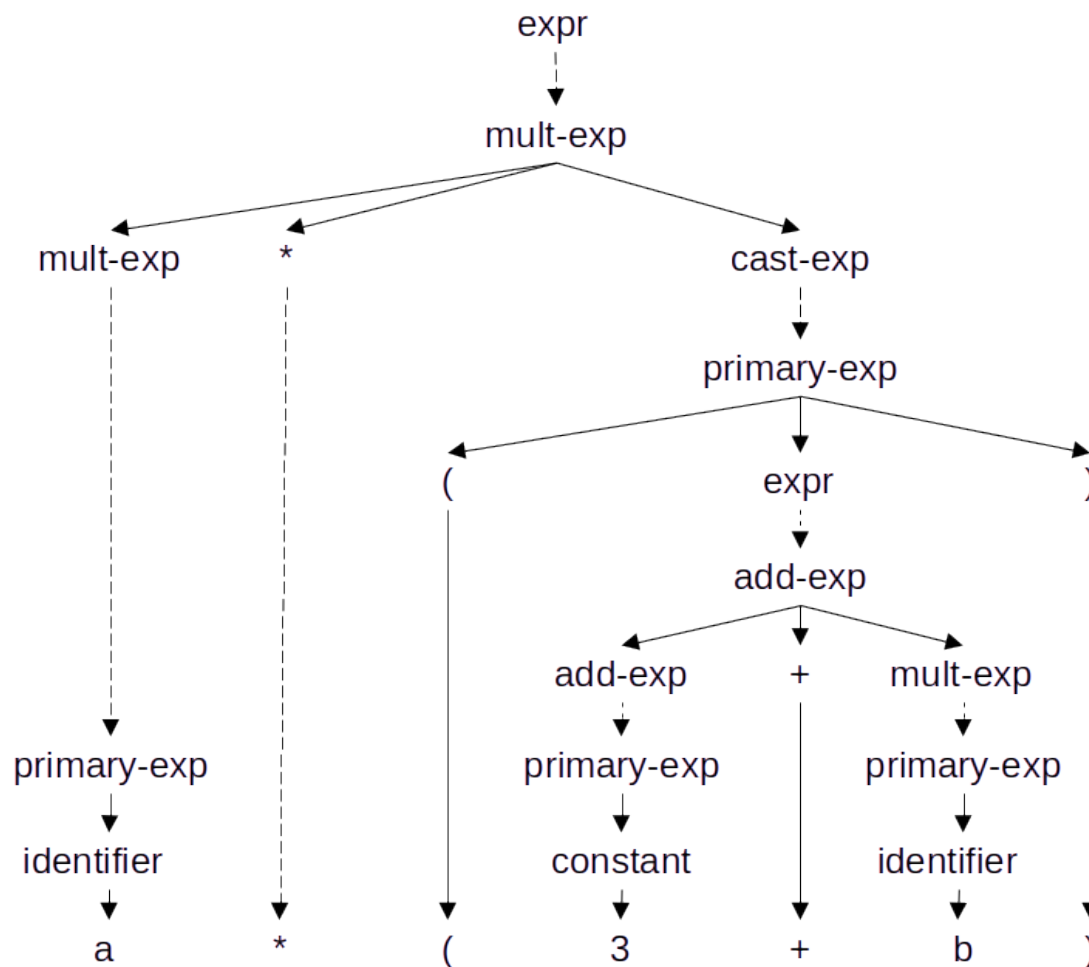 expr
mult-exp
mult-exp * cast-exp
primary-exp
( expr )
add-exp
add-exp + mult-exp
primary-exp primary-exp primary-exp
identifier constant identifier
a * ( 3 + b )